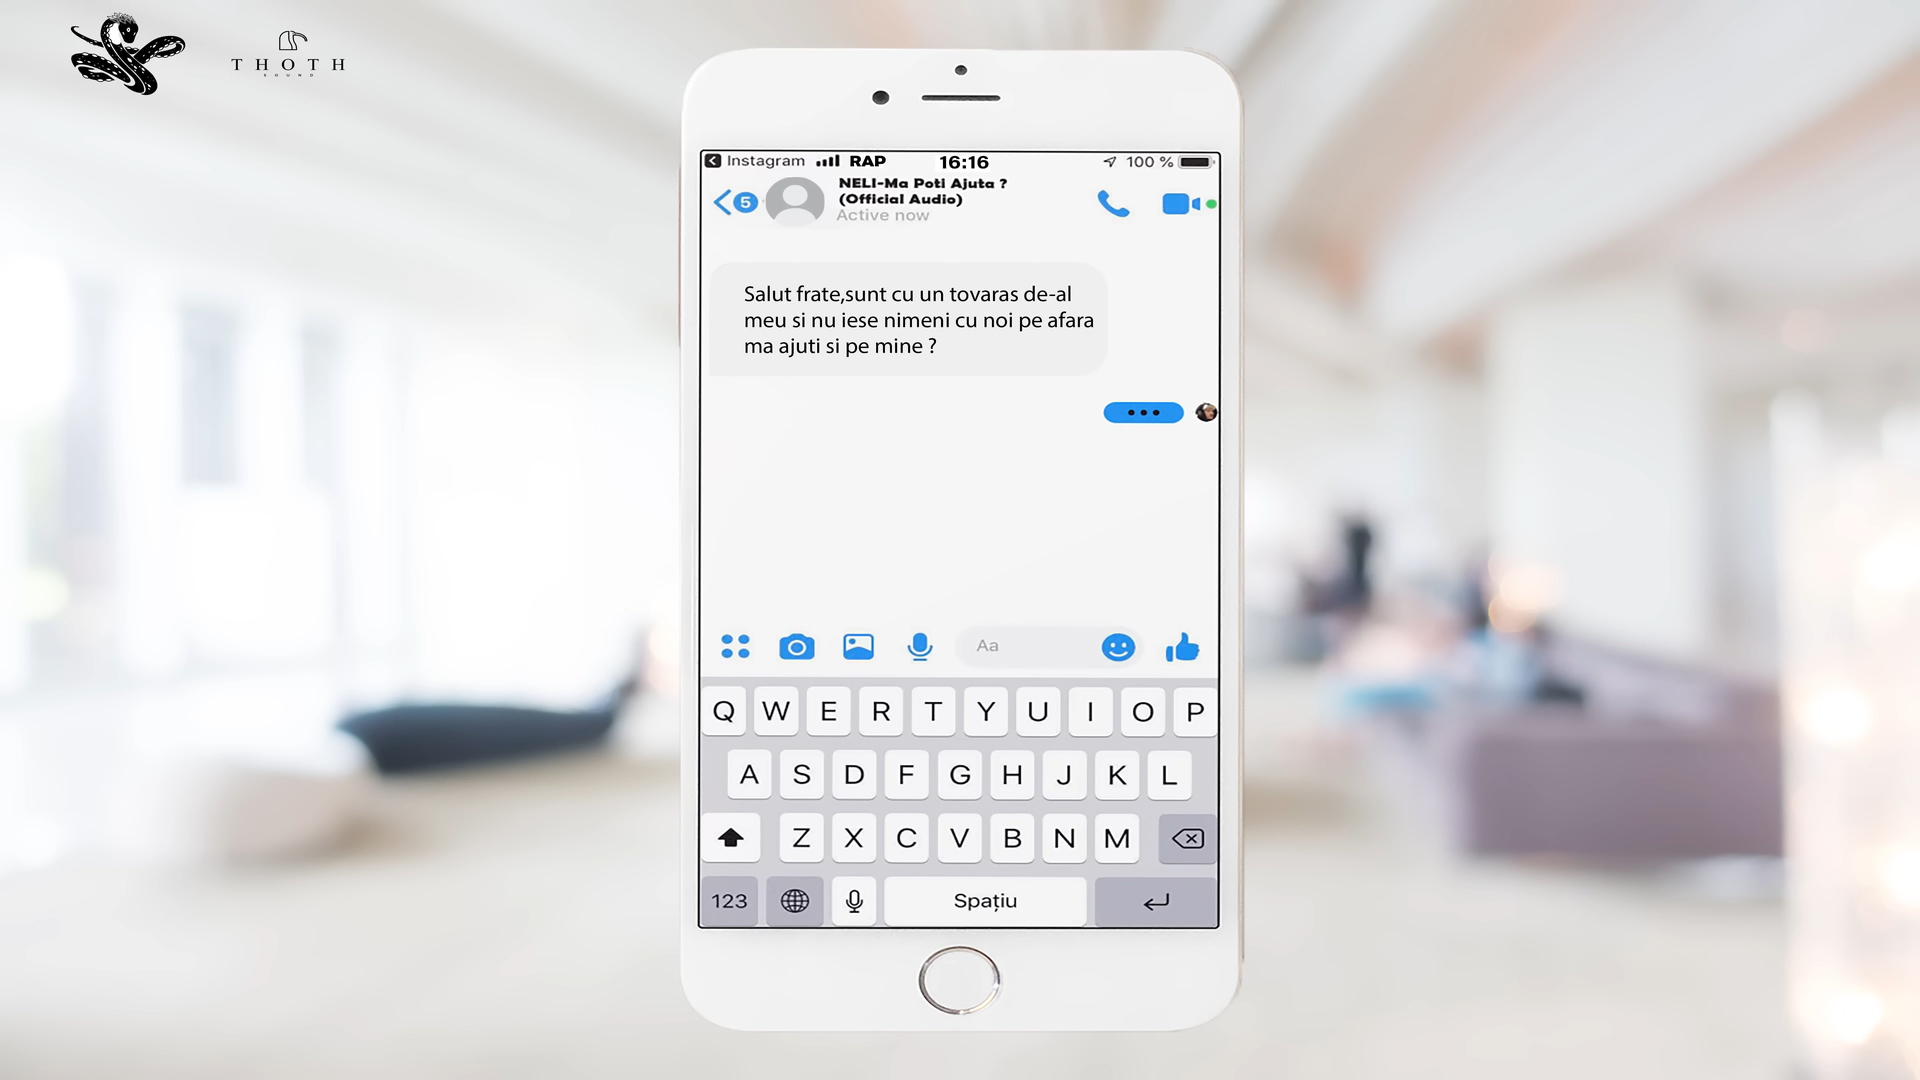 THOTH
SOUND
Instagram RAP 16:16 100 %
5
NELI-Ma Poti Ajuta ?
(Official Audio)
Active now
Salut frate,sunt cu un tovaras de-al
meu si nu iese nimeni cu noi pe afara
ma ajuti si pe mine ?
Aa
Q W E R T Y U I O P
A S D F G H J K L
Z X C V B N M
123 Spațiu